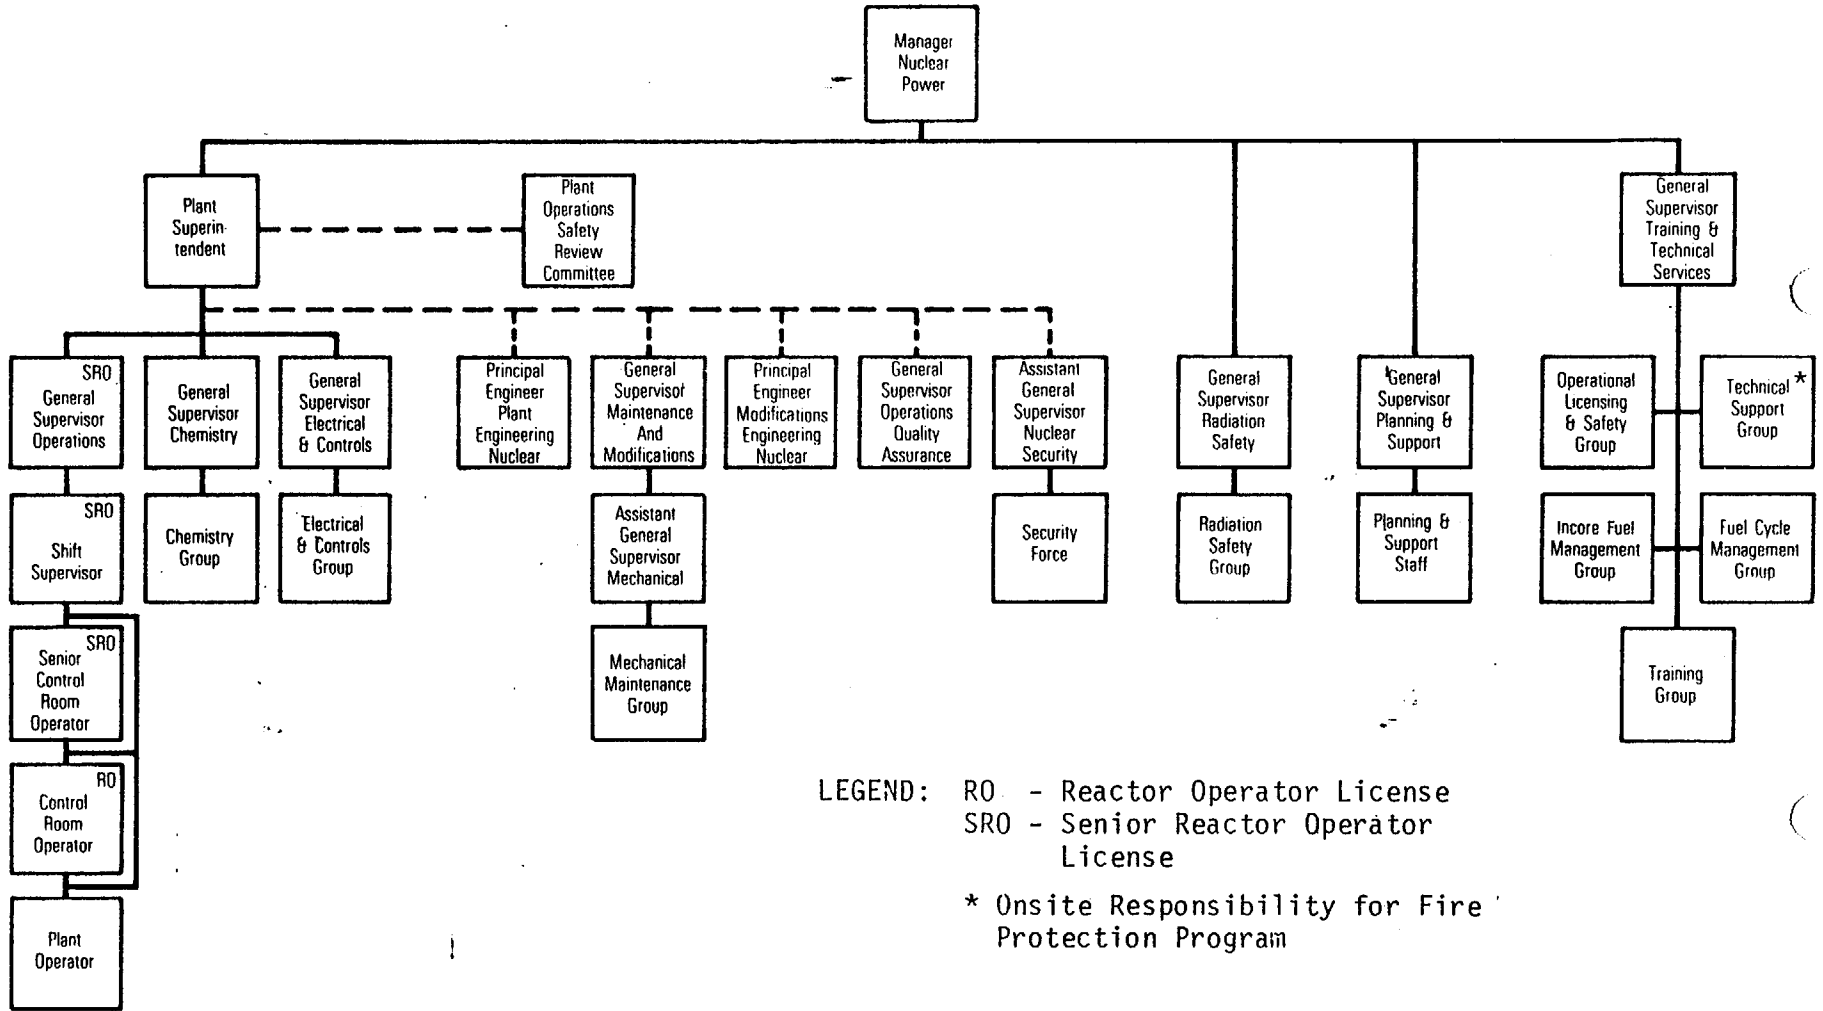 Manager
Nuclear
Power
Plant
Superin-
tendent
Plant
Operations
Safety
Review
Committee
General
Supervisor
Training &
Technical
Services
SRO
General
Supervisor
Operations
General
Supervisor
Chemistry
General
Supervisor
Electrical
& Controls
Principal
Engineer
Plant
Engineering
Nuclear
General
Supervisor
Maintenance
And
Modifications
Principal
Engineer
Modifications
Engineering
Nuclear
General
Supervisor
Operations
Quality
Assurance
Assistant
General
Supervisor
Nuclear
Security
General
Supervisor
Radiation
Safety
General
Supervisor
Planning &
Support
Operational
Licensing
& Safety
Group
Technical *
Support
Group
SRO
Shift
Supervisor
Chemistry
Group
Electrical
& Controls
Group
Assistant
General
Supervisor
Mechanical
Security
Force
Radiation
Safety
Group
Planning &
Support
Staff
Incore Fuel
Management
Group
Fuel Cycle
Management
Group
SRO
Senior
Control
Room
Operator
Mechanical
Maintenance
Group
Training
Group
RO
Control
Room
Operator
Plant
Operator
LEGEND: RO - Reactor Operator License
SRO - Senior Reactor Operator
License
* Onsite Responsibility for Fire
Protection Program